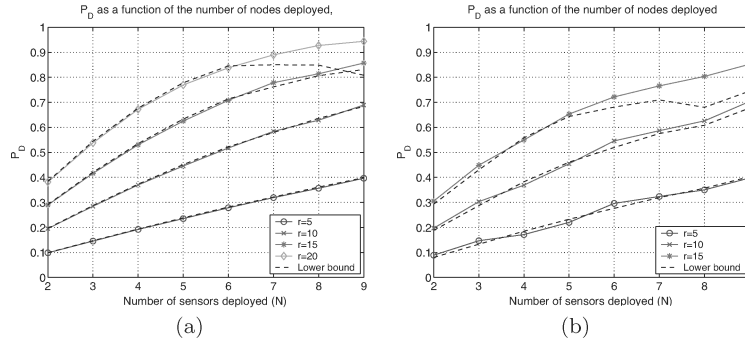 P_D as a function of the number of nodes deployed,
1
0.9
0.8
0.7
0.6
0.5
0.4
0.3
0.2
0.1
0
P_D
2 3 4 5 6 7 8 9
Number of sensors deployed (N)
r=5
r=10
r=15
r=20
Lower bound
(a)
P_D as a function of the number of nodes deployed
1
0.9
0.8
0.7
0.6
0.5
0.4
0.3
0.2
0.1
0
P_D
2 3 4 5 6 7 8
Number of sensors deployed (N)
r=5
r=10
r=15
Lower bound
(b)